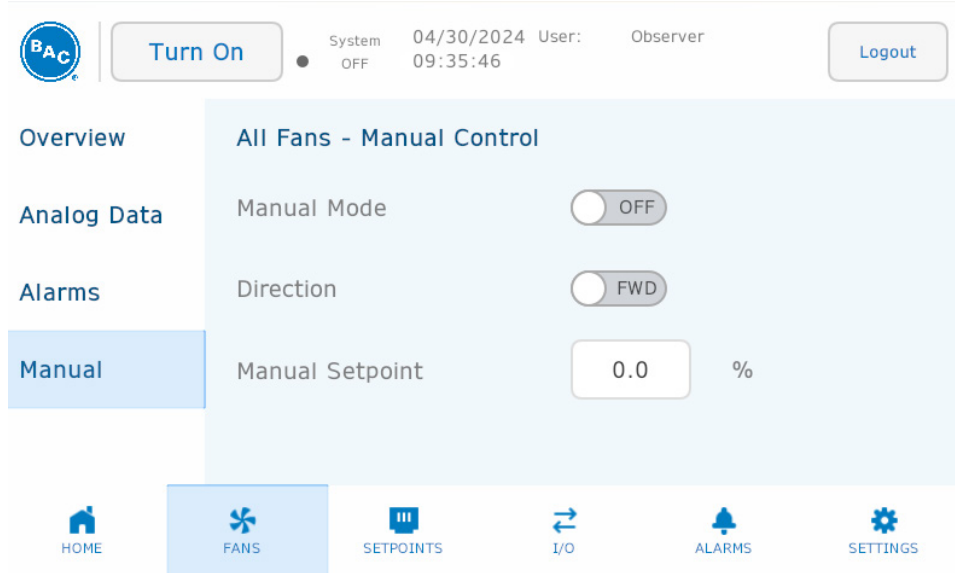 BAC
Turn On
System OFF
04/30/2024 09:35:46
User: Observer
Logout
Overview
Analog Data
Alarms
Manual
All Fans - Manual Control
Manual Mode OFF
Direction FWD
Manual Setpoint 0.0 %
HOME
FANS
SETPOINTS
I/O
ALARMS
SETTINGS